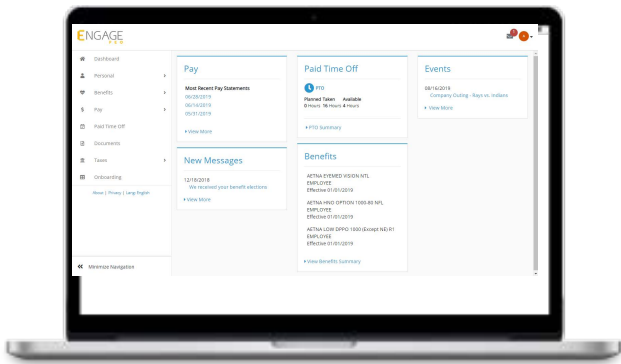 ENGAGE
Dashboard
Personal
Benefits
$ Pay
Paid Time Off
Documents
Taxes
Onboarding
About | Privacy | Lang: English
Minimize Navigation
Pay
Most Recent Pay Statements
06/28/2019
06/14/2019
05/31/2019
View More
New Messages
12/18/2018
We received your benefit elections
View More
Paid Time Off
PTO
Planned Taken Available
0 Hours 16 Hours 4 Hours
PTO Summary
Benefits
AETNA EYEMED VISION NTL
EMPLOYEE
Effective 01/01/2019
AETNA HNO OPTION 1000-80 NFL
EMPLOYEE
Effective 01/01/2019
AETNA LOW DPPO 1000 (Except NE) R1
EMPLOYEE
Effective 01/01/2019
View Benefits Summary
Events
08/16/2019
Company Outing - Rays vs. Indians
View More